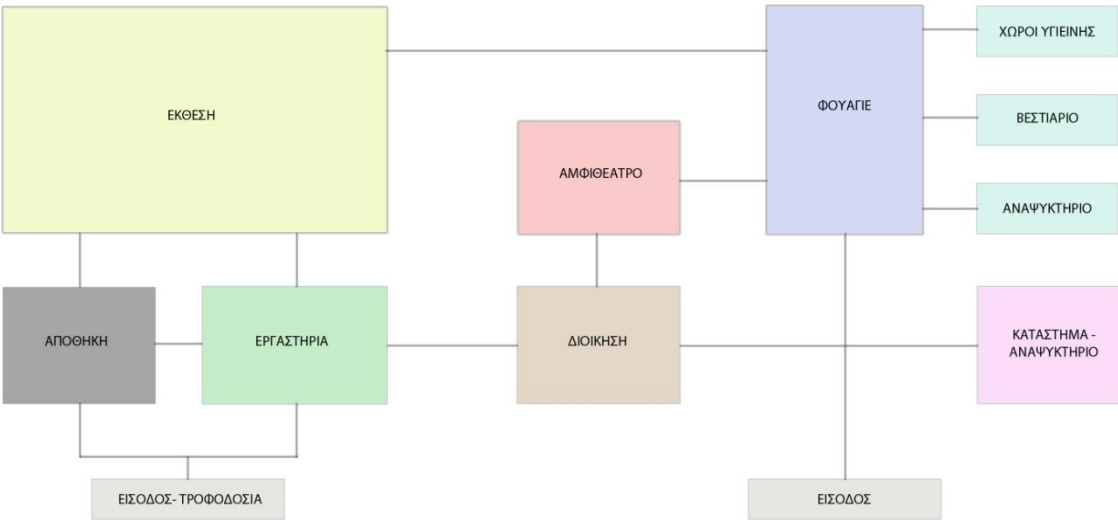 ΧΩΡΟΙ ΥΓΙΕΙΝΗΣ
ΕΚΘΕΣΗ
ΦΟΥΑΓΙΕ
ΒΕΣΤΙΑΡΙΟ
ΑΜΦΙΘΕΑΤΡΟ
ΑΝΑΨΥΚΤΗΡΙΟ
ΑΠΟΘΗΚΗ
ΕΡΓΑΣΤΗΡΙΑ
ΔΙΟΙΚΗΣΗ
ΚΑΤΑΣΤΗΜΑ -
ΑΝΑΨΥΚΤΗΡΙΟ
ΕΙΣΟΔΟΣ- ΤΡΟΦΟΔΟΣΙΑ
ΕΙΣΟΔΟΣ